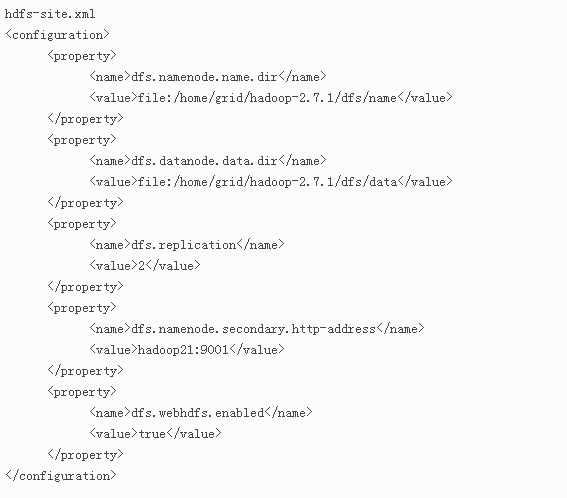 hdfs-site.xml
<configuration>
<property>
<name>dfs.namenode.name.dir</name>
<value>file:/home/grid/hadoop-2.7.1/dfs/name</value>
</property>
<property>
<name>dfs.datanode.data.dir</name>
<value>file:/home/grid/hadoop-2.7.1/dfs/data</value>
</property>
<property>
<name>dfs.replication</name>
<value>2</value>
</property>
<property>
<name>dfs.namenode.secondary.http-address</name>
<value>hadoop21:9001</value>
</property>
<property>
<name>dfs.webhdfs.enabled</name>
<value>true</value>
</property>
</configuration>